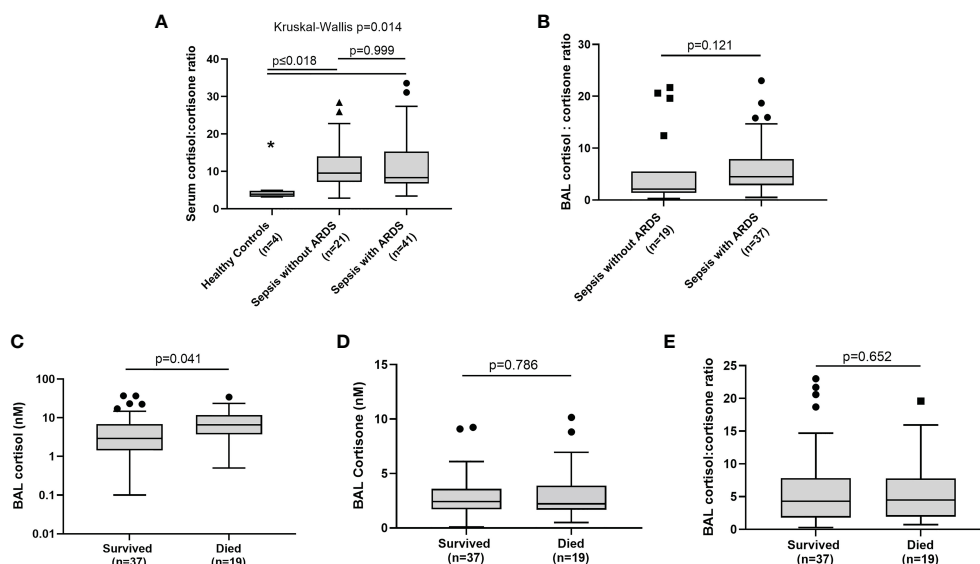 A
Kruskal-Wallis p=0.014
p=0.999
p≤0.018
Serum cortisol:cortisone ratio
40
30
20
10
0
*
Healthy Controls
(n=4)
Sepsis without ARDS
(n=21)
Sepsis with ARDS
(n=41)
B
p=0.121
BAL cortisol : cortisone ratio
30
20
10
0
Sepsis without ARDS
(n=19)
Sepsis with ARDS
(n=37)
C
p=0.041
BAL cortisol (nM)
100
10
1
0.1
0.01
Survived
(n=37)
Died
(n=19)
D
p=0.786
BAL Cortisone (nM)
15
10
5
0
Survived
(n=37)
Died
(n=19)
E
p=0.652
BAL cortisol:cortisone ratio
25
20
15
10
5
0
Survived
(n=37)
Died
(n=19)